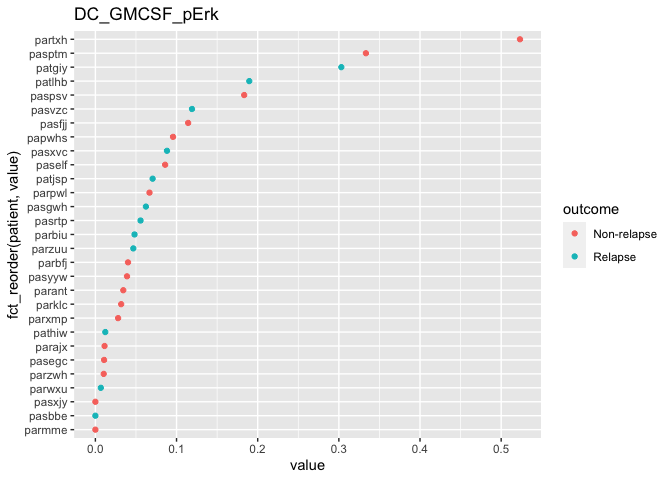 DC_GMCSF_pErk
fct_reorder(patient, value)
partxh
pasptm
patgiy
patlhb
paspsv
pasvzc
pasfjj
papwhs
pasxvc
paself
patjsp
parpwl
pasgwh
pasrtp
parbiu
parzuu
parbfj
pasyyw
parant
parklc
parxmp
pathiw
parajx
pasegc
parzwh
parwxu
pasxjy
pasbbe
parmme
0.0 0.1 0.2 0.3 0.4 0.5
value
outcome
Non-relapse
Relapse